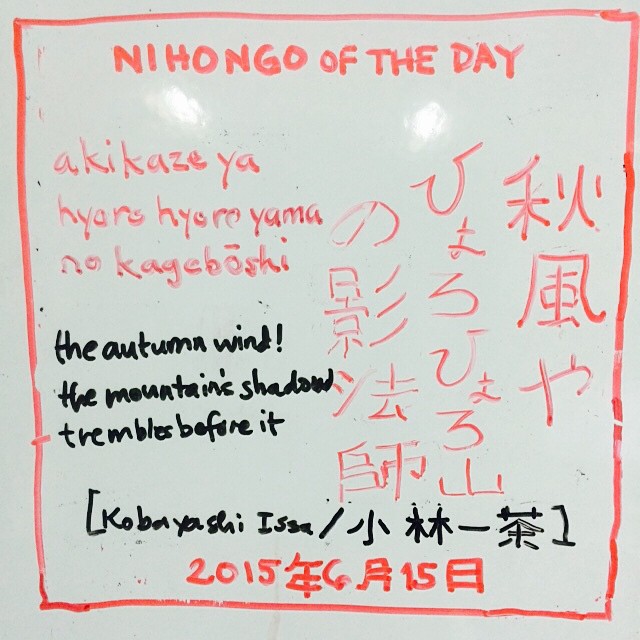 NIHONGO OF THE DAY
akikaze ya
hyoro hyoro yama
no kagebōshi
秋風や
ひょろひょろ山
の影法師
the autumn wind!
the mountain's shadow
trembles before it
[Kobayashi Issa/小林一茶]
2015年6月15日